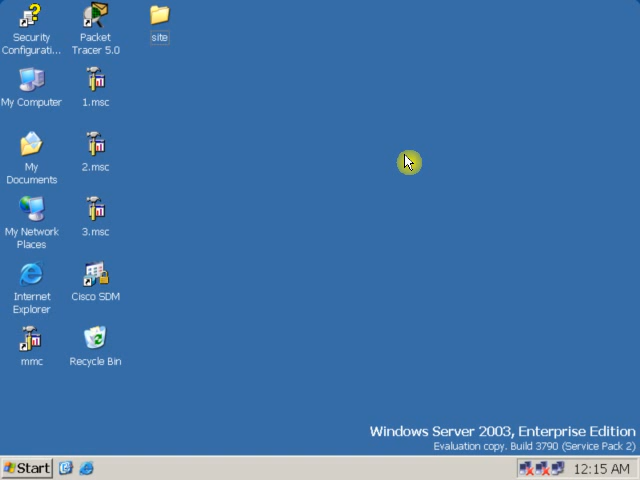 Security
Configurati...
Packet
Tracer 5.0
site
My Computer
1.msc
My
Documents
2.msc
My Network
Places
3.msc
Internet
Explorer
Cisco SDM
mmc
Recycle Bin
Windows Server 2003, Enterprise Edition
Evaluation copy. Build 3790 (Service Pack 2)
Start
12:15 AM